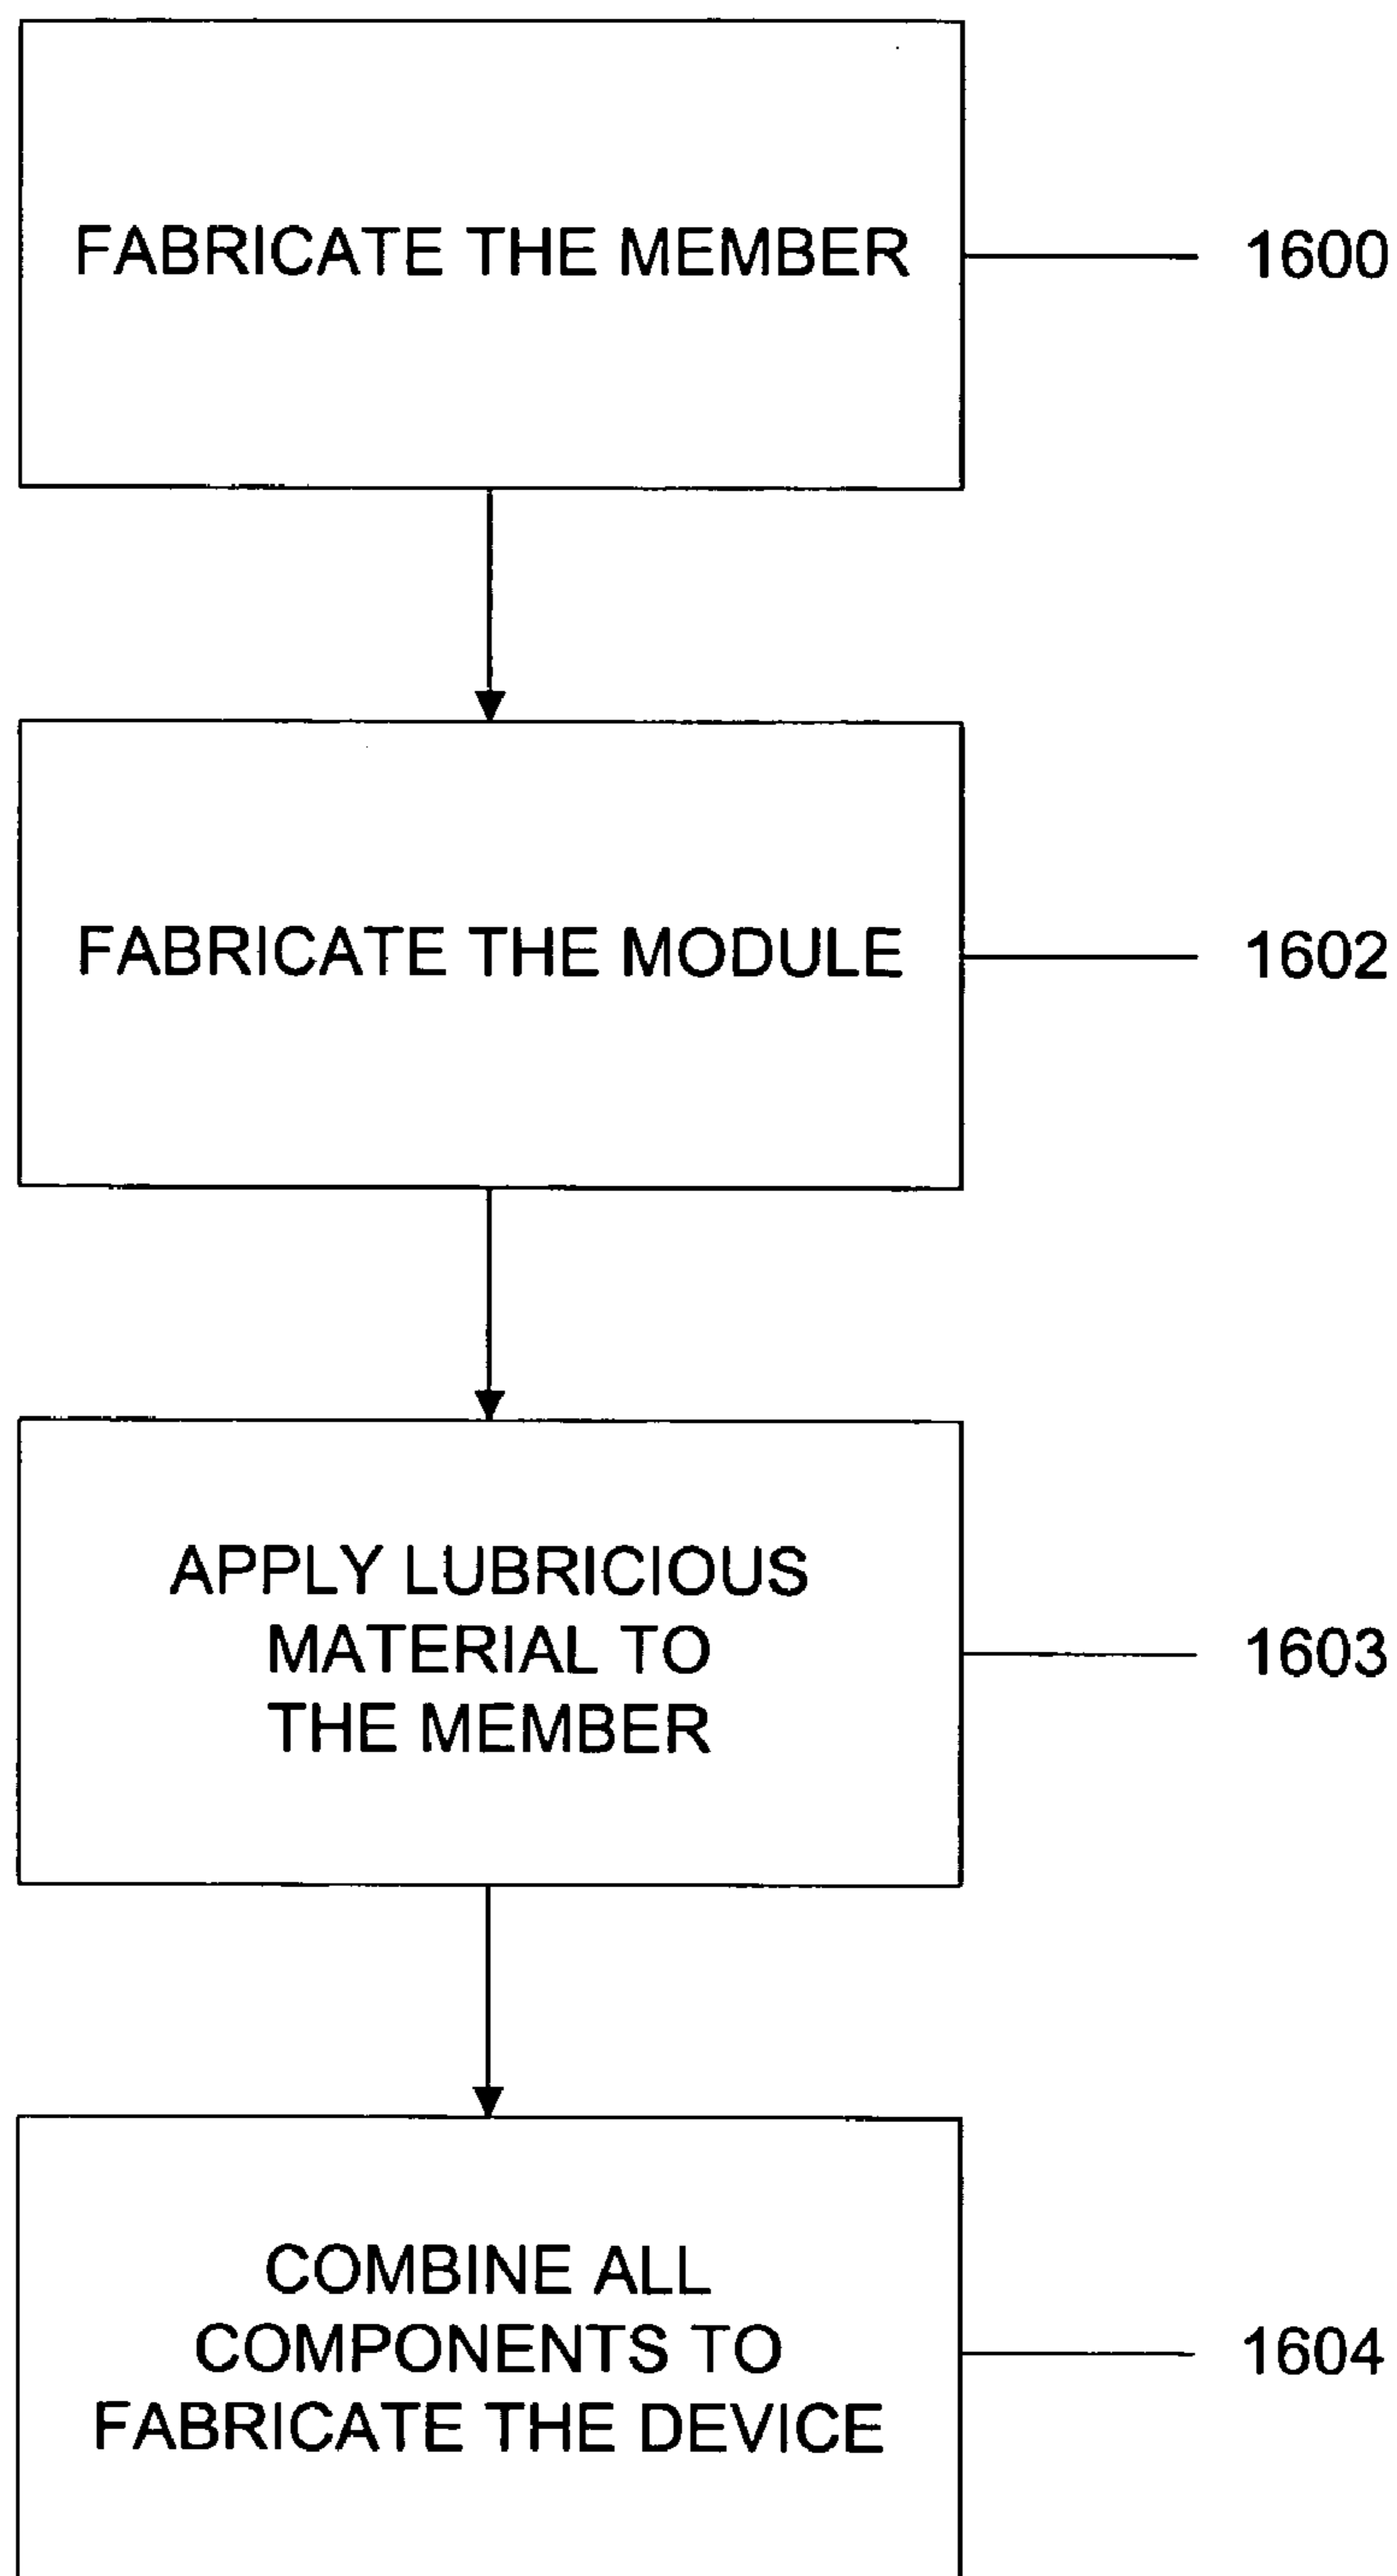 FABRICATE THE MEMBER
1600
FABRICATE THE MODULE
1602
APPLY LUBRICIOUS
MATERIAL TO
THE MEMBER
1603
COMBINE ALL
COMPONENTS TO
FABRICATE THE DEVICE
1604